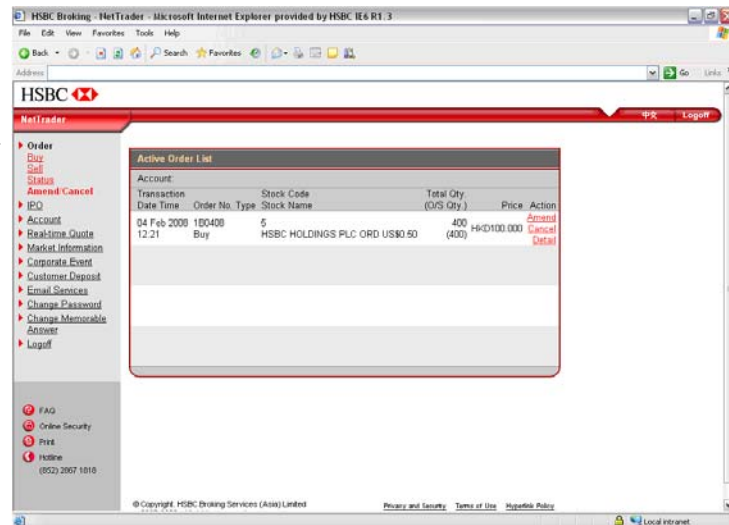 HSBC Broking - NetTrader - Microsoft Internet Explorer provided by HSBC IE6 R1.3
File Edit View Favorites Tools Help
Back Search Favorites
Address Go Links
HSBC
NetTrader 中文 Logoff
Order
Buy
Sell
Status
Amend/Cancel
IPO
Account
Real-time Quote
Market Information
Corporate Event
Customer Deposit
Email Services
Change Password
Change Memorable
Answer
Logoff
Active Order List
Account:
Transaction Stock Code Total Qty.
Date Time Order No. Type Stock Name (O/S Qty.) Price Action
04 Feb 2008 1B0408 5 400 HKD100.000 Amend
12:21 Buy HSBC HOLDINGS PLC ORD US$0.50 (400) Cancel
Detail
FAQ
Online Security
Print
Hotline
(852) 2867 1818
© Copyright. HSBC Broking Services (Asia) Limited Privacy and Security Terms of Use Hyperlink Policy
Local intranet